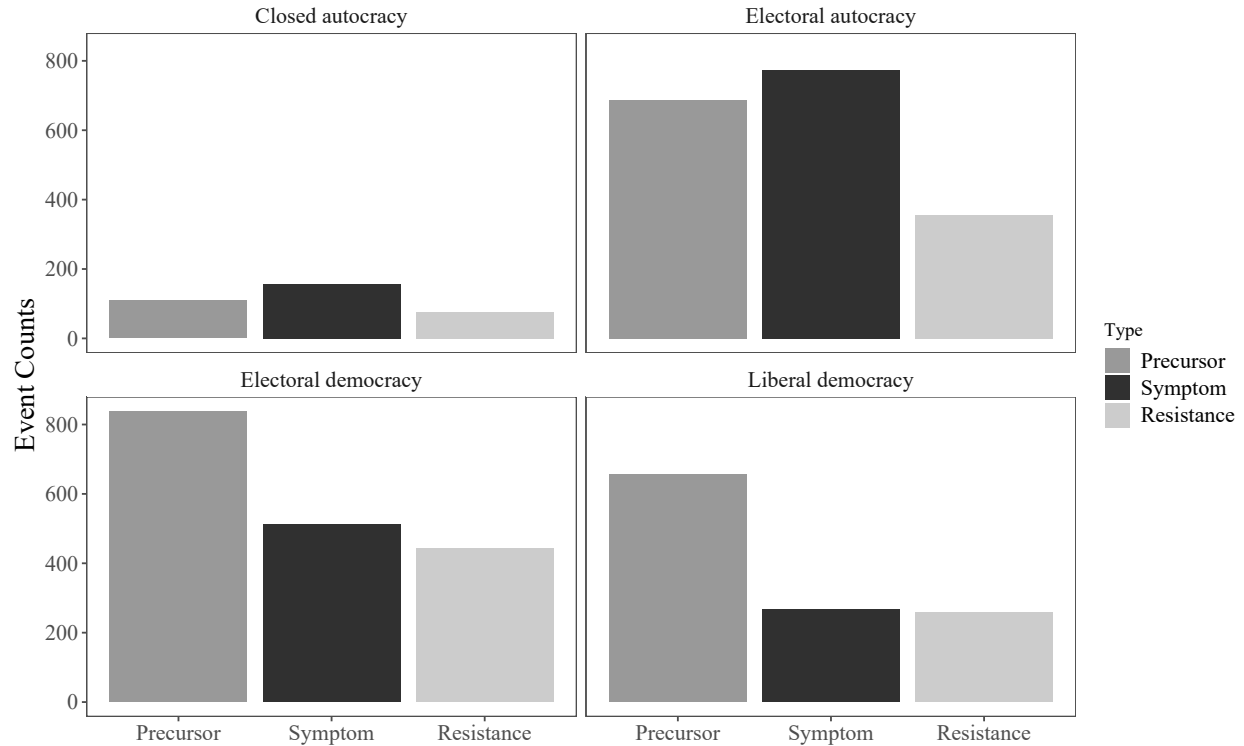 Closed autocracy
Electoral autocracy
800
600
400
200
0
Electoral democracy
Liberal democracy
800
600
400
200
0
Precursor
Symptom
Resistance
Precursor
Symptom
Resistance
Event Counts
Type
Precursor
Symptom
Resistance